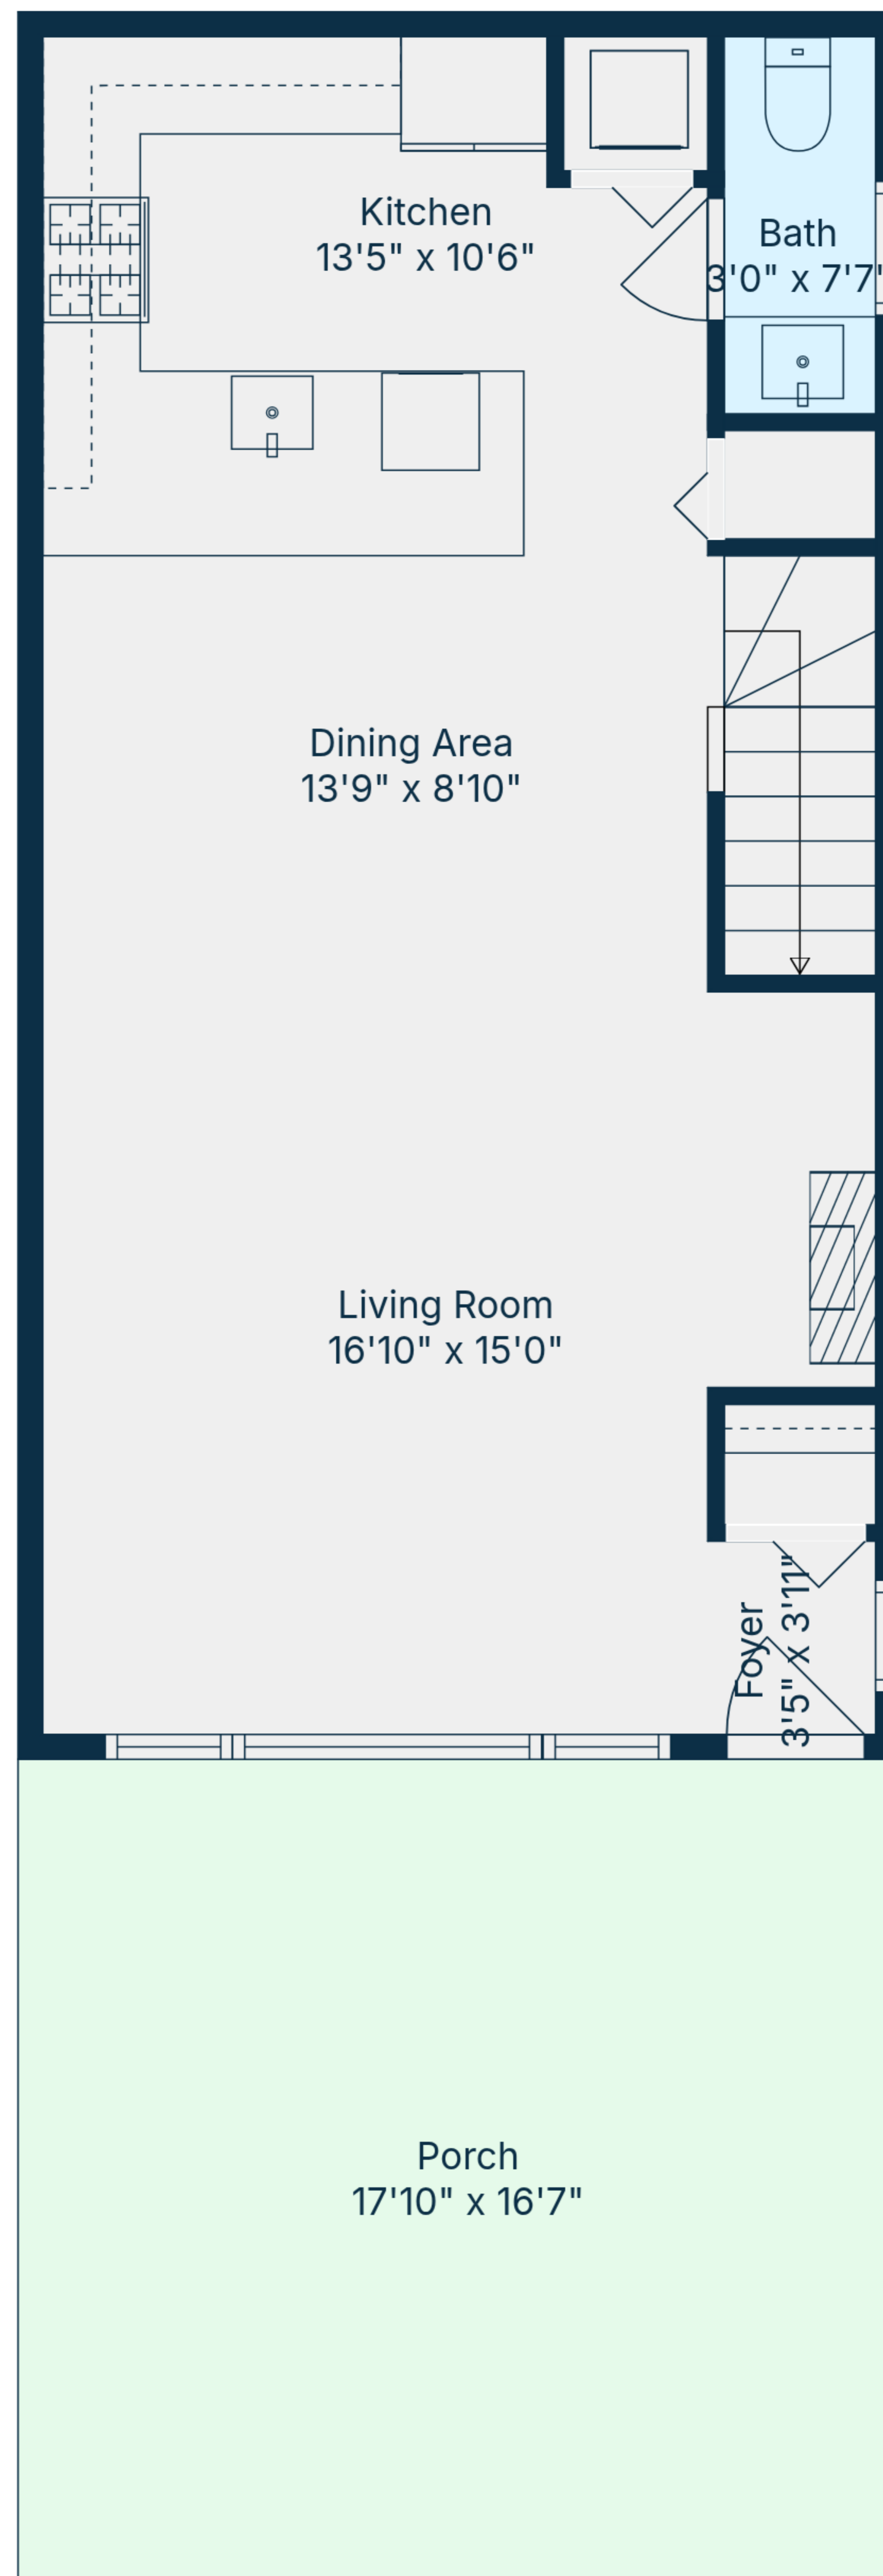 Kitchen
13'5" x 10'6"
Bath
3'0" x 7'7"
Dining Area
13'9" x 8'10"
Living Room
16'10" x 15'0"
Foyer
3'5" x 3'11"
Porch
17'10" x 16'7"